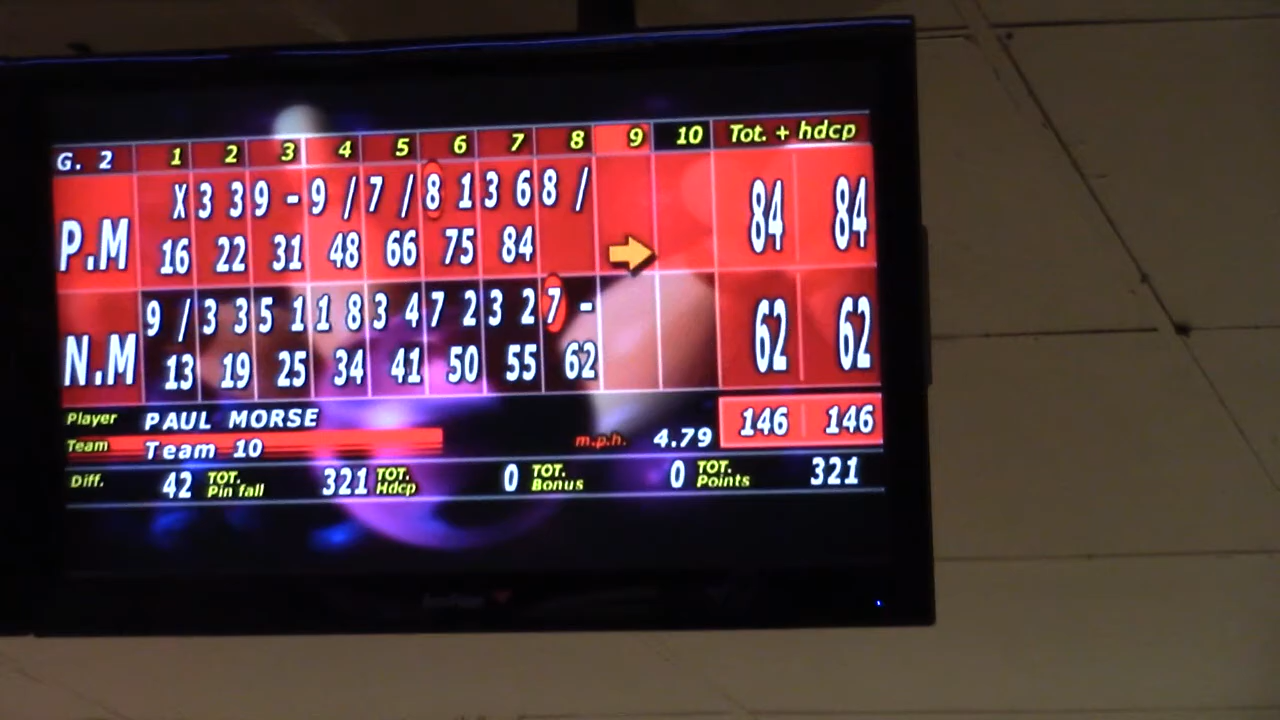 G. 2 1 2 3 4 5 6 7 8 9 10 Tot. + hdcp
P.M X 3 3 9 - 9 / 7 / 8 1 3 6 8 / 84 84
16 22 31 48 66 75 84
N.M 9 / 3 3 5 1 1 8 3 4 7 2 3 2 7 - 62 62
13 19 25 34 41 50 55 62
Player PAUL MORSE 146 146
Team Team 10 m.p.h. 4.79
Diff. 42 TOT. Pin fall 321 TOT. Hdcp 0 TOT. Bonus 0 TOT. Points 321